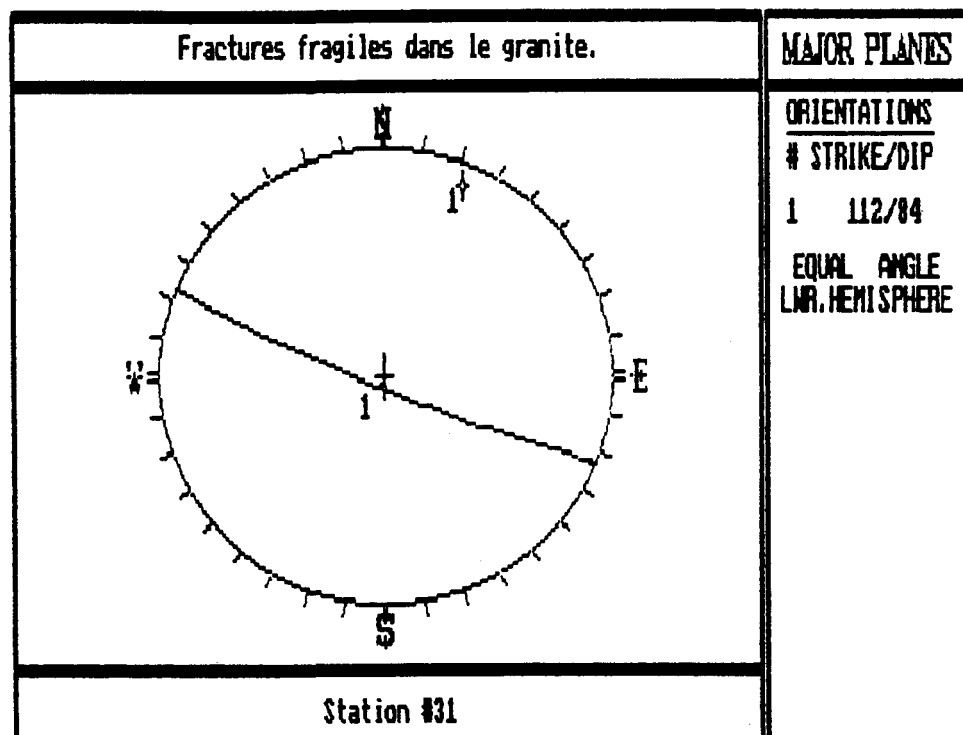 Fractures fragiles dans le granite.
MAJOR PLANES
ORIENTATIONS
# STRIKE/DIP
1 112/84
EQUAL ANGLE
LWR.HEMISPHERE
N
1
W
E
1
S
Station #31